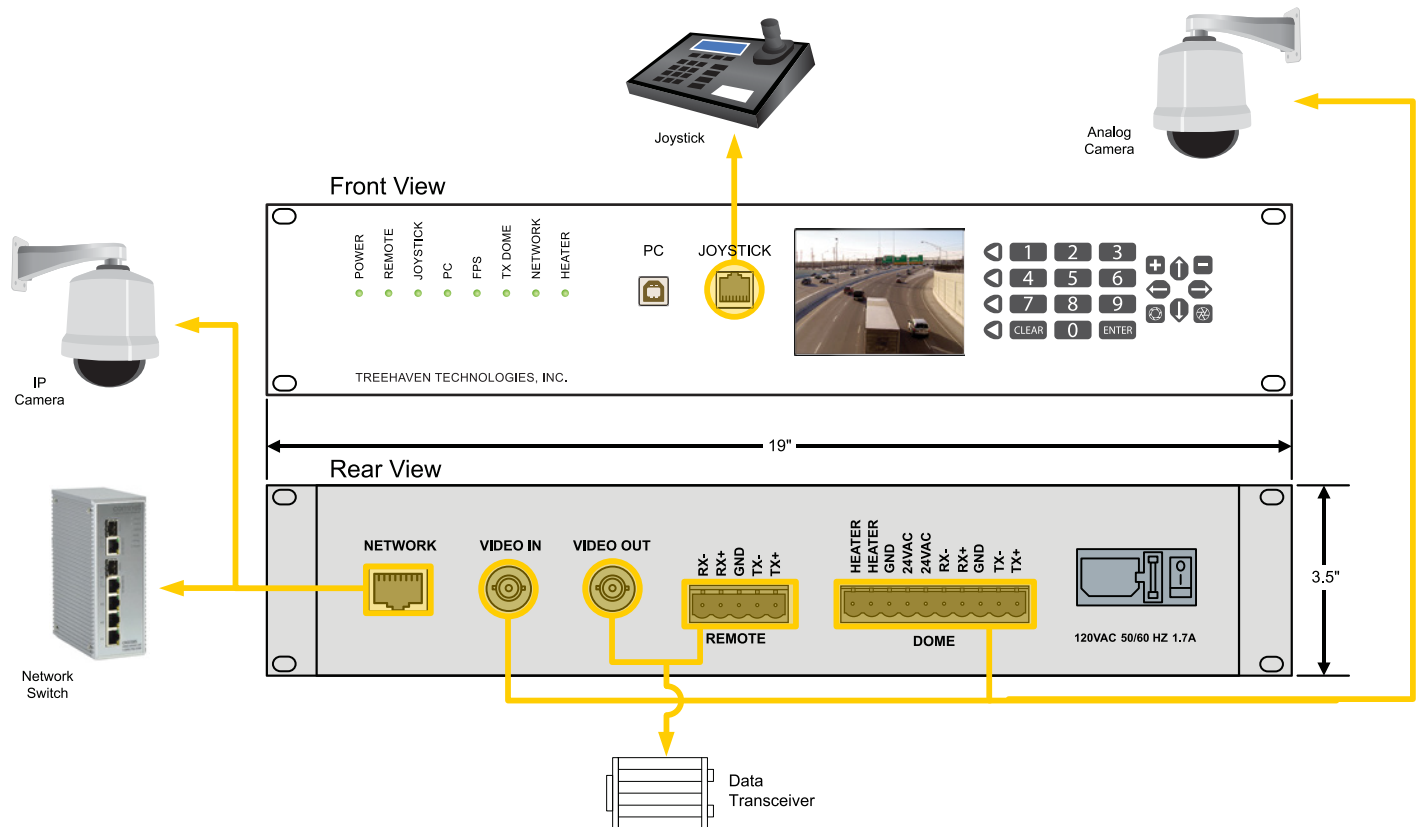 Joystick
Analog
Camera
Front View
POWER
REMOTE
JOYSTICK
PC
FPS
TX DOME
NETWORK
HEATER
PC
JOYSTICK
1 2 3
4 5 6
7 8 9
CLEAR 0 ENTER
TREEHAVEN TECHNOLOGIES, INC.
IP
Camera
19"
Rear View
NETWORK
VIDEO IN
VIDEO OUT
RX-
RX+
GND
TX-
TX+
REMOTE
HEATER
HEATER
GND
24VAC
24VAC
RX-
RX+
GND
TX-
TX+
DOME
120VAC 50/60 HZ 1.7A
3.5"
Network
Switch
Data
Transceiver